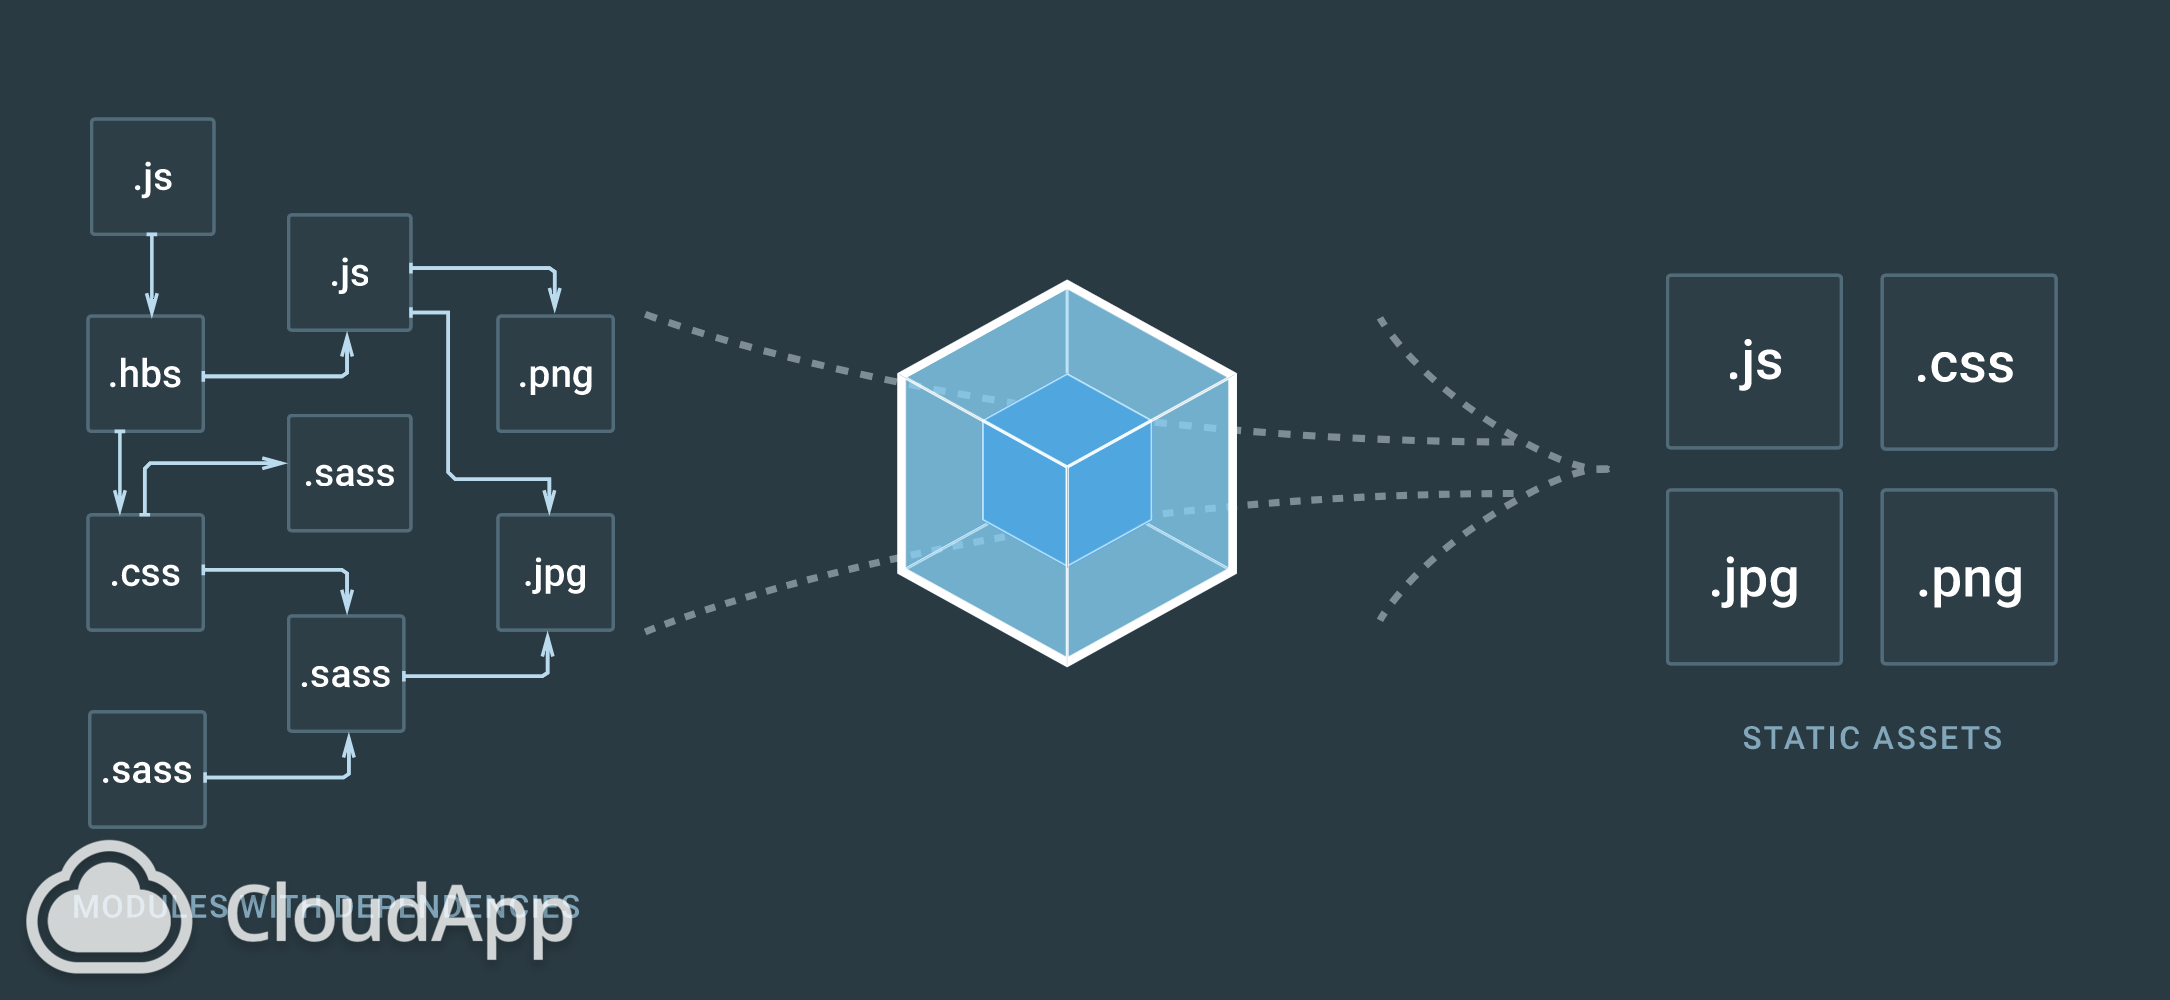 .js
.js
.hbs
.png
.sass
.css
.jpg
.sass
.sass
MODULES WITH DEPENDENCIES
CloudApp
.js
.css
.jpg
.png
STATIC ASSETS